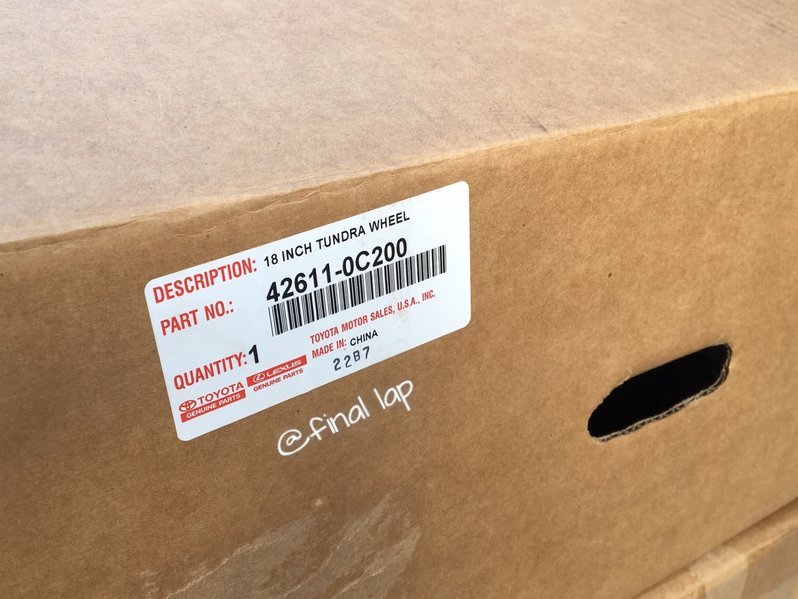 DESCRIPTION: 18 INCH TUNDRA WHEEL
PART NO.: 42611-0C200
TOYOTA MOTOR SALES, U.S.A., INC.
QUANTITY: 1 MADE IN: CHINA
2287
TOYOTA
GENUINE PARTS
LEXUS
GENUINE PARTS
@final lap